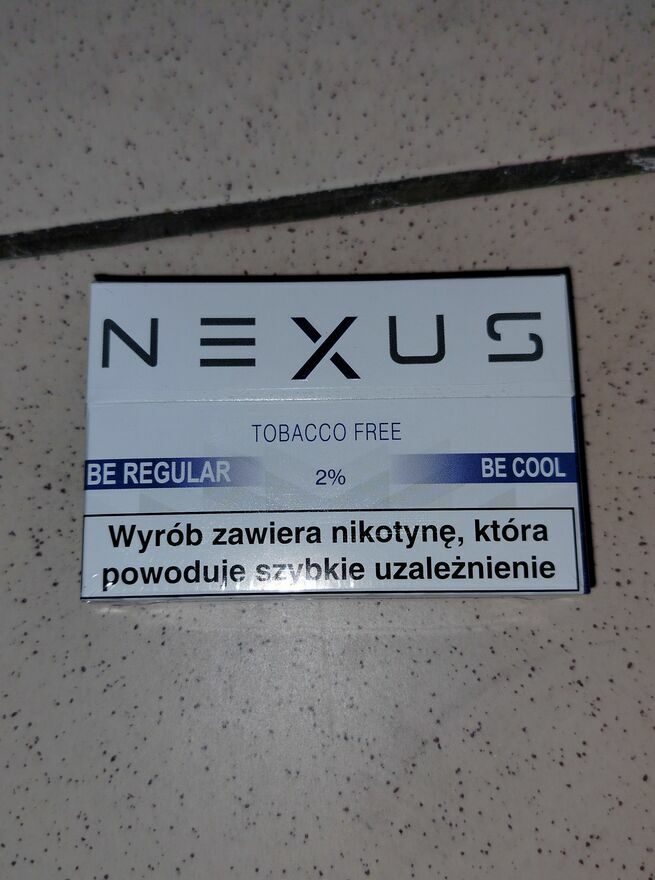 NEXUS
TOBACCO FREE
BE REGULAR 2% BE COOL
Wyrób zawiera nikotynę, która
powoduje szybkie uzależnienie